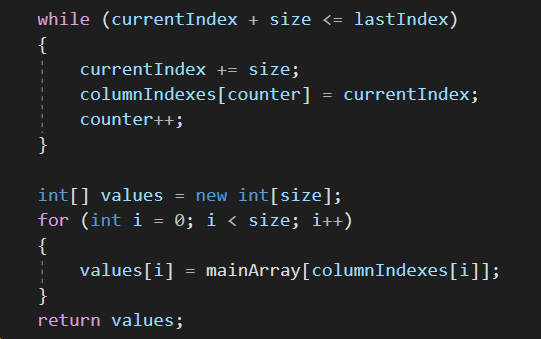 while (currentIndex + size <= lastIndex)
{
    currentIndex += size;
    columnIndexes[counter] = currentIndex;
    counter++;
}

int[] values = new int[size];
for (int i = 0; i < size; i++)
{
    values[i] = mainArray[columnIndexes[i]];
}
return values;